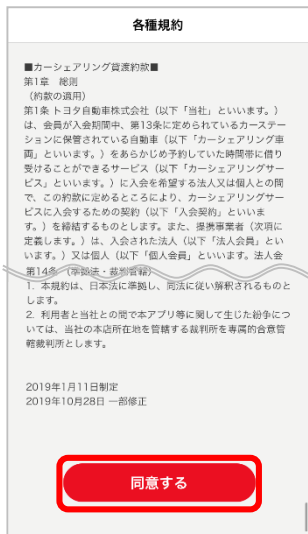 各種規約
■カーシェアリング貸渡約款■
第1章　総則
（約款の適用）
第1条 トヨタ自動車株式会社（以下「当社」といいます。）
は、会員が入会期間中、第13条に定められているカーステー
ションに保管されている自動車（以下「カーシェアリング車
両」といいます。）をあらかじめ予約していた時間帯に借り
受けることができるサービス（以下「カーシェアリングサー
ビス」といいます。）に入会を希望する法人又は個人との間
で、この約款に定めるところにより、カーシェアリングサー
ビスに入会するための契約（以下「入会契約」といいま
す。）を締結するものとします。また、提携事業者（次項に
定義します。）は、入会された法人（以下「法人会員」とい
います。）又は個人（以下「個人会員」といいます。法人会
第14条（準拠法・裁判管轄）
1. 本規約は、日本法に準拠し、同法に従い解釈されるものと
します。
2. 利用者と当社との間で本アプリ等に関して生じた紛争につ
いては、当社の本店所在地を管轄する裁判所を専属的合意管
轄裁判所とします。
2019年1月11日制定
2019年10月28日 一部修正
同意する